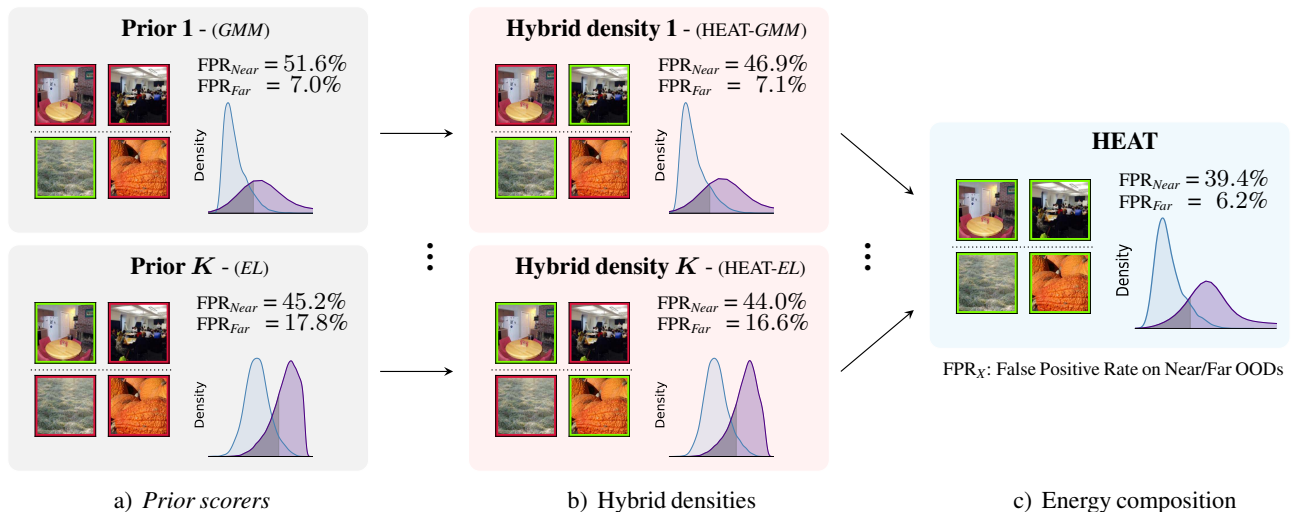 Prior 1 - (GMM)
FPR_Near = 51.6%
FPR_Far = 7.0%
Density
Hybrid density 1 - (HEAT-GMM)
FPR_Near = 46.9%
FPR_Far = 7.1%
Density
Prior K - (EL)
FPR_Near = 45.2%
FPR_Far = 17.8%
Density
Hybrid density K - (HEAT-EL)
FPR_Near = 44.0%
FPR_Far = 16.6%
Density
HEAT
FPR_Near = 39.4%
FPR_Far = 6.2%
Density
FPR_X: False Positive Rate on Near/Far OODs
a) Prior scorers
b) Hybrid densities
c) Energy composition